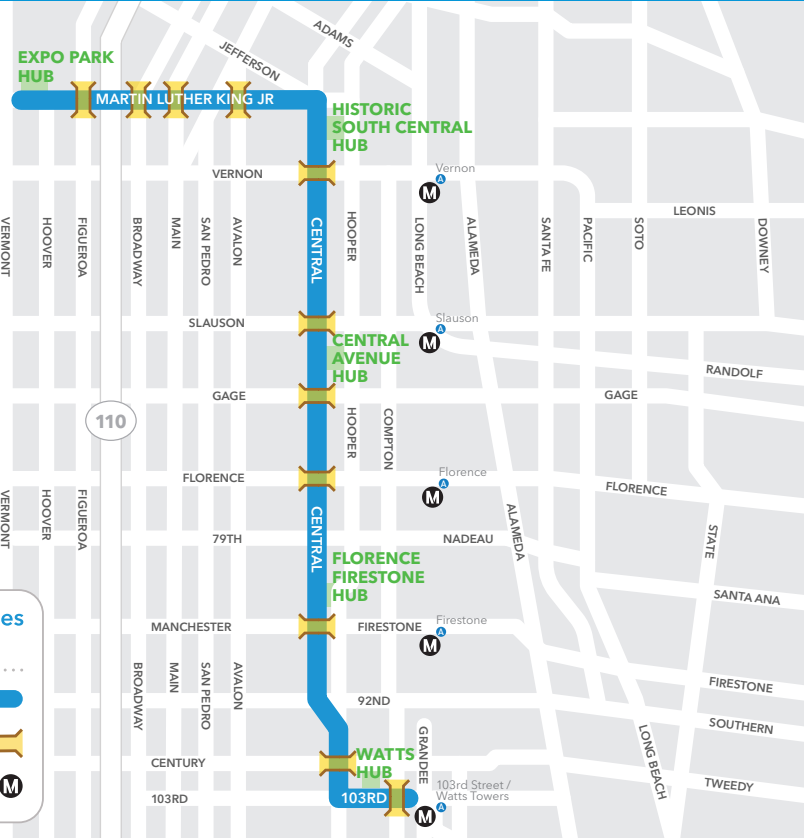 ADAMS
JEFFERSON
EXPO PARK
HUB
MARTIN LUTHER KING JR
HISTORIC
SOUTH CENTRAL
HUB
VERNON
Vernon
A
M
LEONIS
VERMONT
HOOVER
FIGUEROA
BROADWAY
MAIN
SAN PEDRO
AVALON
CENTRAL
HOOPER
LONG BEACH
ALAMEDA
SANTA FE
PACIFIC
SOTO
DOWNEY
SLAUSON
Slauson
A
M
CENTRAL
AVENUE
HUB
RANDOLF
GAGE
GAGE
110
HOOPER
COMPTON
FLORENCE
Florence
A
M
FLORENCE
VERMONT
HOOVER
FIGUEROA
CENTRAL
ALAMEDA
STATE
79TH
NADEAU
FLORENCE
FIRESTONE
HUB
SANTA ANA
es
MANCHESTER
FIRESTONE
Firestone
A
M
BROADWAY
MAIN
SAN PEDRO
AVALON
FIRESTONE
92ND
SOUTHERN
GRANDEE
LONG BEACH
WATTS
HUB
CENTURY
TWEEDY
M
103RD
103RD
103rd Street /
Watts Towers
A
M